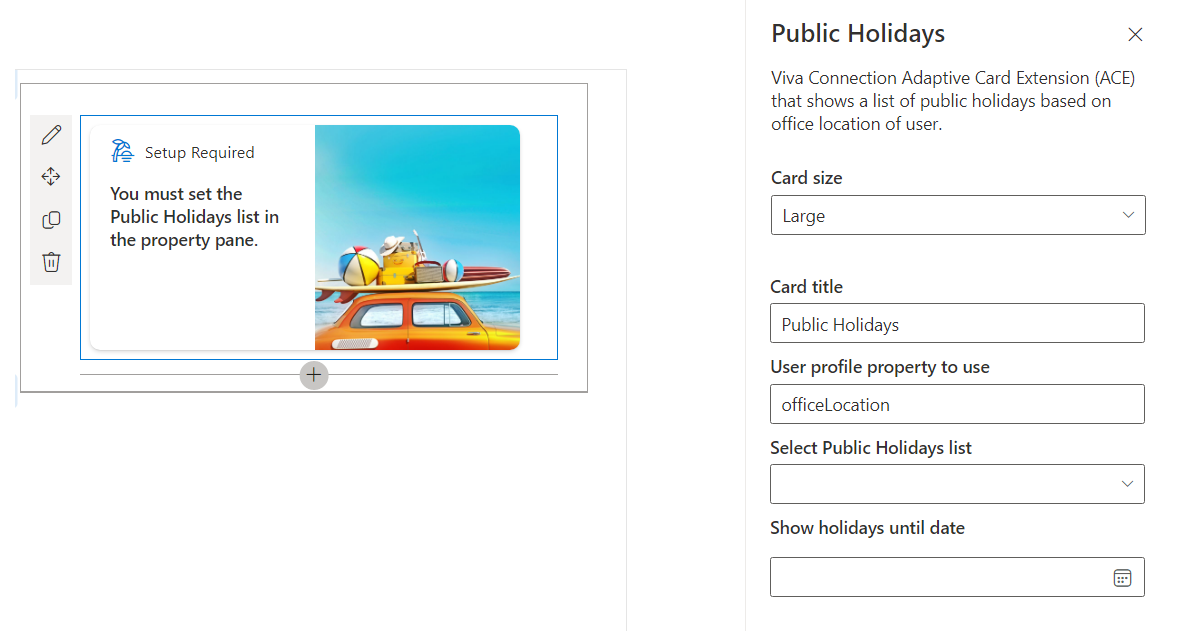 Setup Required
You must set the
Public Holidays list in
the property pane.
Public Holidays
Viva Connection Adaptive Card Extension (ACE)
that shows a list of public holidays based on
office location of user.
Card size
Large
Card title
Public Holidays
User profile property to use
officeLocation
Select Public Holidays list
Show holidays until date